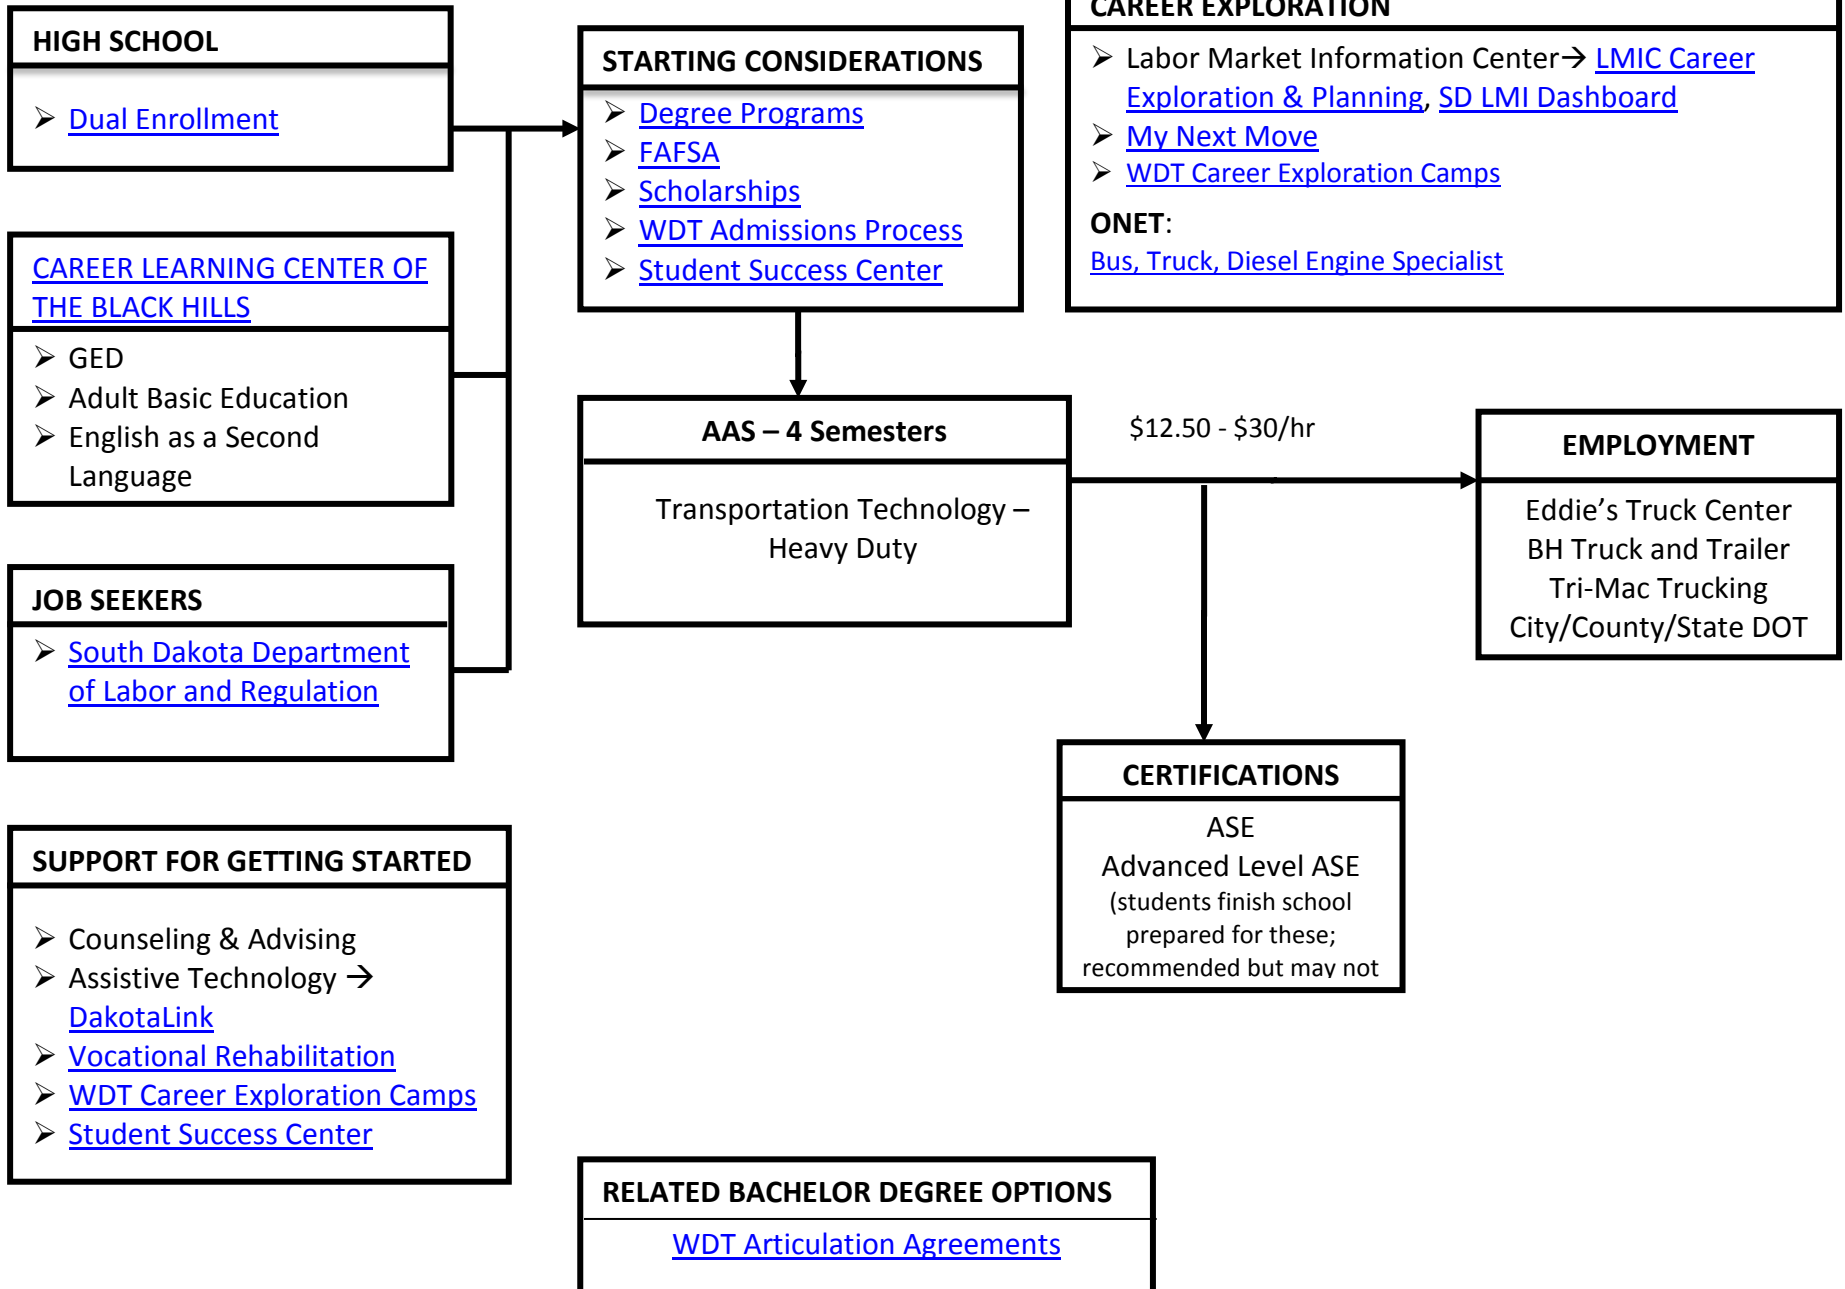 HIGH SCHOOL
➢ Dual Enrollment
CAREER LEARNING CENTER OF
THE BLACK HILLS
➢ GED
➢ Adult Basic Education
➢ English as a Second
Language
JOB SEEKERS
➢ South Dakota Department
of Labor and Regulation
SUPPORT FOR GETTING STARTED
➢ Counseling & Advising
➢ Assistive Technology →
DakotaLink
➢ Vocational Rehabilitation
➢ WDT Career Exploration Camps
➢ Student Success Center
STARTING CONSIDERATIONS
➢ Degree Programs
➢ FAFSA
➢ Scholarships
➢ WDT Admissions Process
➢ Student Success Center
CAREER EXPLORATION
➢ Labor Market Information Center→ LMIC Career
Exploration & Planning, SD LMI Dashboard
➢ My Next Move
➢ WDT Career Exploration Camps
ONET:
Bus, Truck, Diesel Engine Specialist
AAS – 4 Semesters
Transportation Technology –
Heavy Duty
$12.50 - $30/hr
EMPLOYMENT
Eddie’s Truck Center
BH Truck and Trailer
Tri-Mac Trucking
City/County/State DOT
CERTIFICATIONS
ASE
Advanced Level ASE
(students finish school
prepared for these;
recommended but may not
RELATED BACHELOR DEGREE OPTIONS
WDT Articulation Agreements